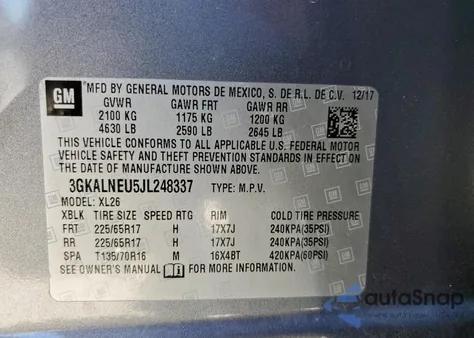 GM
MFD BY GENERAL MOTORS DE MEXICO, S. DE R.L. DE C.V. 12/17
GVWR GAWR FRT GAWR RR
2100 KG 1175 KG 1200 KG
4630 LB 2590 LB 2645 LB
THIS VEHICLE CONFORMS TO ALL APPLICABLE U.S. FEDERAL MOTOR
VEHICLE SAFETY AND THEFT PREVENTION STANDARDS IN EFFECT ON
THE DATE OF MANUFACTURE SHOWN ABOVE.
3GKALNEU5JL248337 TYPE: M.P.V.
MODEL: XL26
XBLK TIRE SIZE SPEED RTG RIM COLD TIRE PRESSURE
FRT 225/65R17 H 17X7J 240KPA(35PSI)
RR 225/65R17 H 17X7J 240KPA(35PSI)
SPA T135/70R16 M 16X4BT 420KPA(60PSI)
SEE OWNER'S MANUAL FOR MORE INFORMATION.
autoSnap